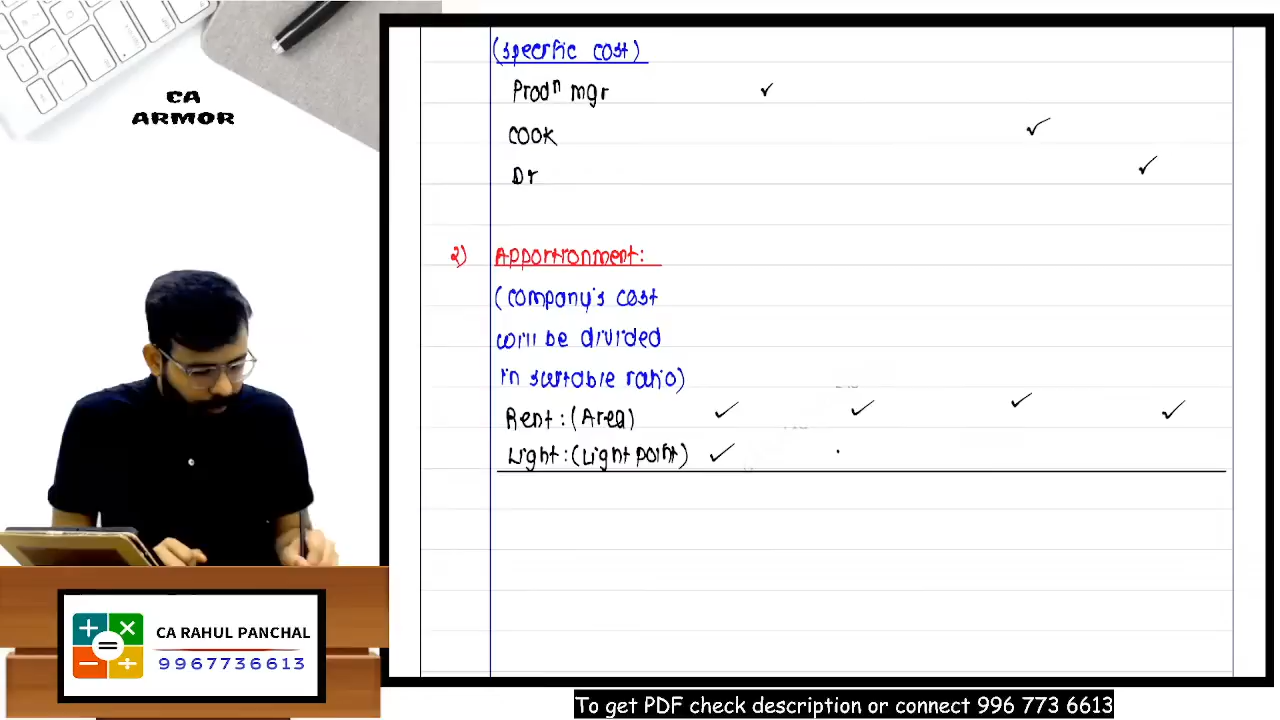 CA
ARMOR
(specific cost)
Prodⁿ mgr ✓
Cook ✓
Dr ✓
2) Apportionment:
(company's cost
will be divided
in suitable ratio)
Rent:(Area) ✓ ✓ ✓ ✓
Light:(Light point) ✓
CA RAHUL PANCHAL
9967736613
To get PDF check description or connect 996 773 6613